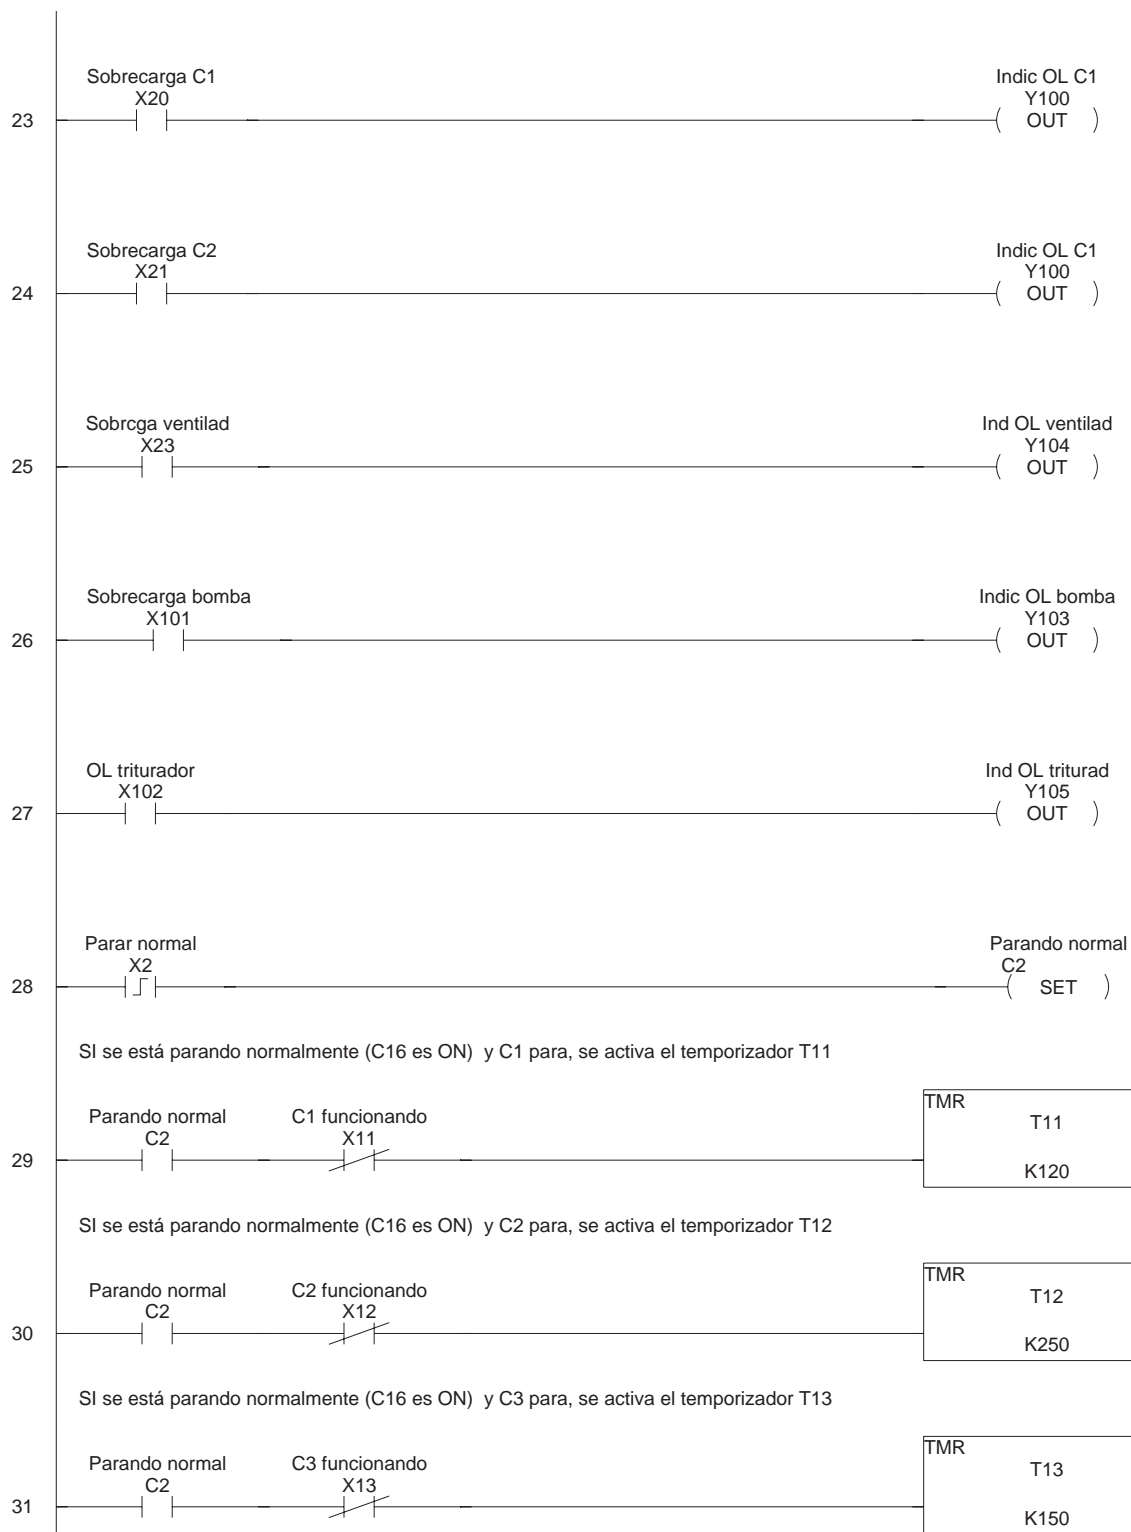 Sobrecarga C1
X20
Indic OL C1
Y100
23
OUT
Sobrecarga C2
X21
Indic OL C1
Y100
24
OUT
Sobrcga ventilad
X23
Ind OL ventilad
Y104
25
OUT
Sobrecarga bomba
X101
Indic OL bomba
Y103
26
OUT
OL triturador
X102
Ind OL triturad
Y105
27
OUT
Parar normal
X2
Parando normal
C2
28
SET
SI se está parando normalmente (C16 es ON) y C1 para, se activa el temporizador T11
Parando normal
C2
C1 funcionando
X11
29
TMR
T11
K120
SI se está parando normalmente (C16 es ON) y C2 para, se activa el temporizador T12
Parando normal
C2
C2 funcionando
X12
30
TMR
T12
K250
SI se está parando normalmente (C16 es ON) y C3 para, se activa el temporizador T13
Parando normal
C2
C3 funcionando
X13
31
TMR
T13
K150